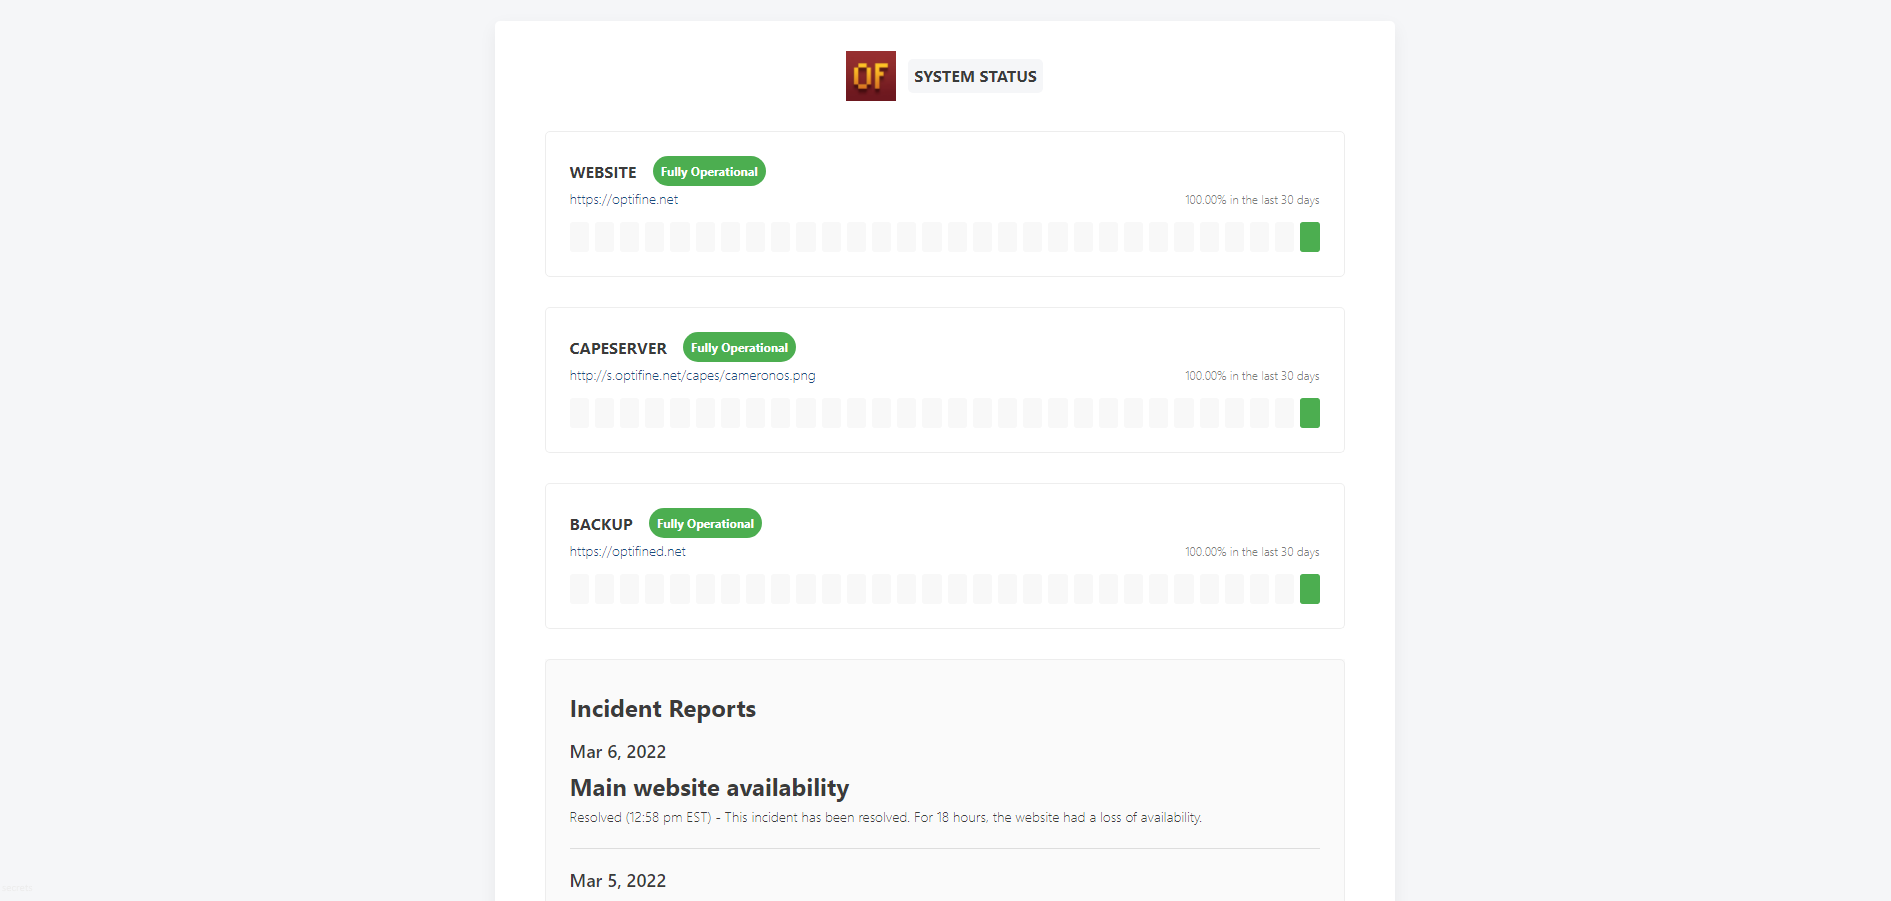 OF SYSTEM STATUS
WEBSITE Fully Operational
https://optifine.net 100.00% in the last 30 days
CAPESERVER Fully Operational
http://s.optifine.net/capes/cameronos.png 100.00% in the last 30 days
BACKUP Fully Operational
https://optifined.net 100.00% in the last 30 days
Incident Reports
Mar 6, 2022
Main website availability
Resolved (12:58 pm EST) - This incident has been resolved. For 18 hours, the website had a loss of availability.
Mar 5, 2022